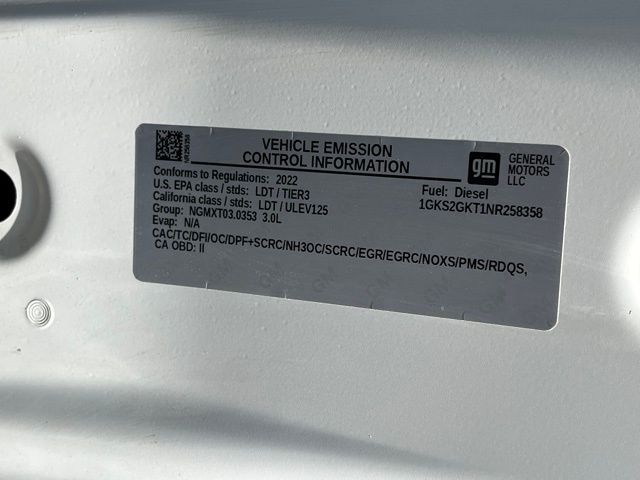 NR258358
VEHICLE EMISSION
CONTROL INFORMATION
gm
GENERAL
MOTORS
LLC
Conforms to Regulations: 2022
U.S. EPA class / stds: LDT / TIER3
California class / stds: LDT / ULEV125
Group: NGMXT03.0353 3.0L
Evap: N/A
Fuel: Diesel
1GKS2GKT1NR258358
CAC/TC/DFI/OC/DPF+SCRC/NH3OC/SCRC/EGR/EGRC/NOXS/PMS/RDQS,
CA OBD: II